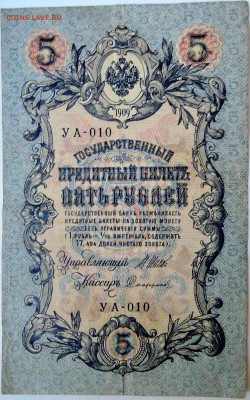 COINS.LAVE.RU
5 5
1909
УА-010
ГОСУДАРСТВЕННЫЙ
КРЕДИТНЫЙ БИЛЕТЪ
ПЯТЬ РУБЛЕЙ
ГОСУДАРСТВЕННЫЙ БАНКЪ РАЗМѢНИВАЕТЪ
КРЕДИТНЫЕ БИЛЕТЫ НА ЗОЛОТУЮ МОНЕТУ
БЕЗЪ ОГРАНИЧЕНІЯ СУММЫ
(1 РУБЛЬ = 1/15 ИМПЕРІАЛА, СОДЕРЖИТЪ
17,424 ДОЛЕЙ ЧИСТАГО ЗОЛОТА)
Управляющій
Кассиръ
УА-010
5